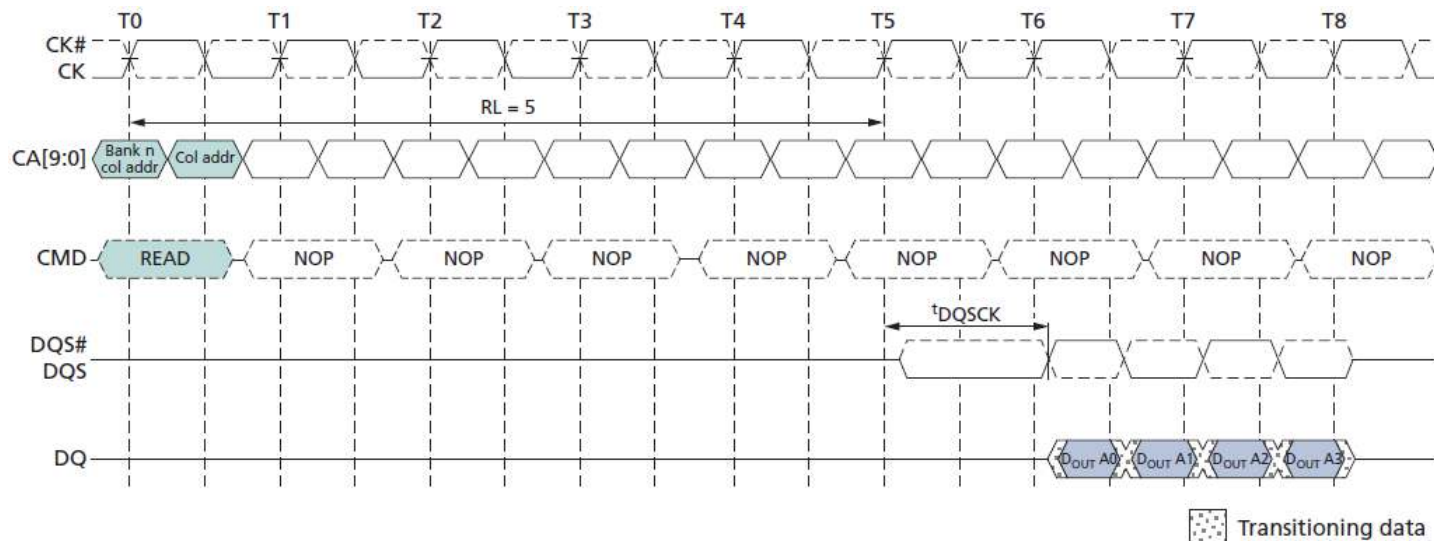 T0 T1 T2 T3 T4 T5 T6 T7 T8
CK#
CK
RL = 5
CA[9:0] Bank n col addr Col addr
CMD READ NOP NOP NOP NOP NOP NOP NOP NOP
tDQSCK
DQS#
DQS
DQ DOUT A0 DOUT A1 DOUT A2 DOUT A3
Transitioning data